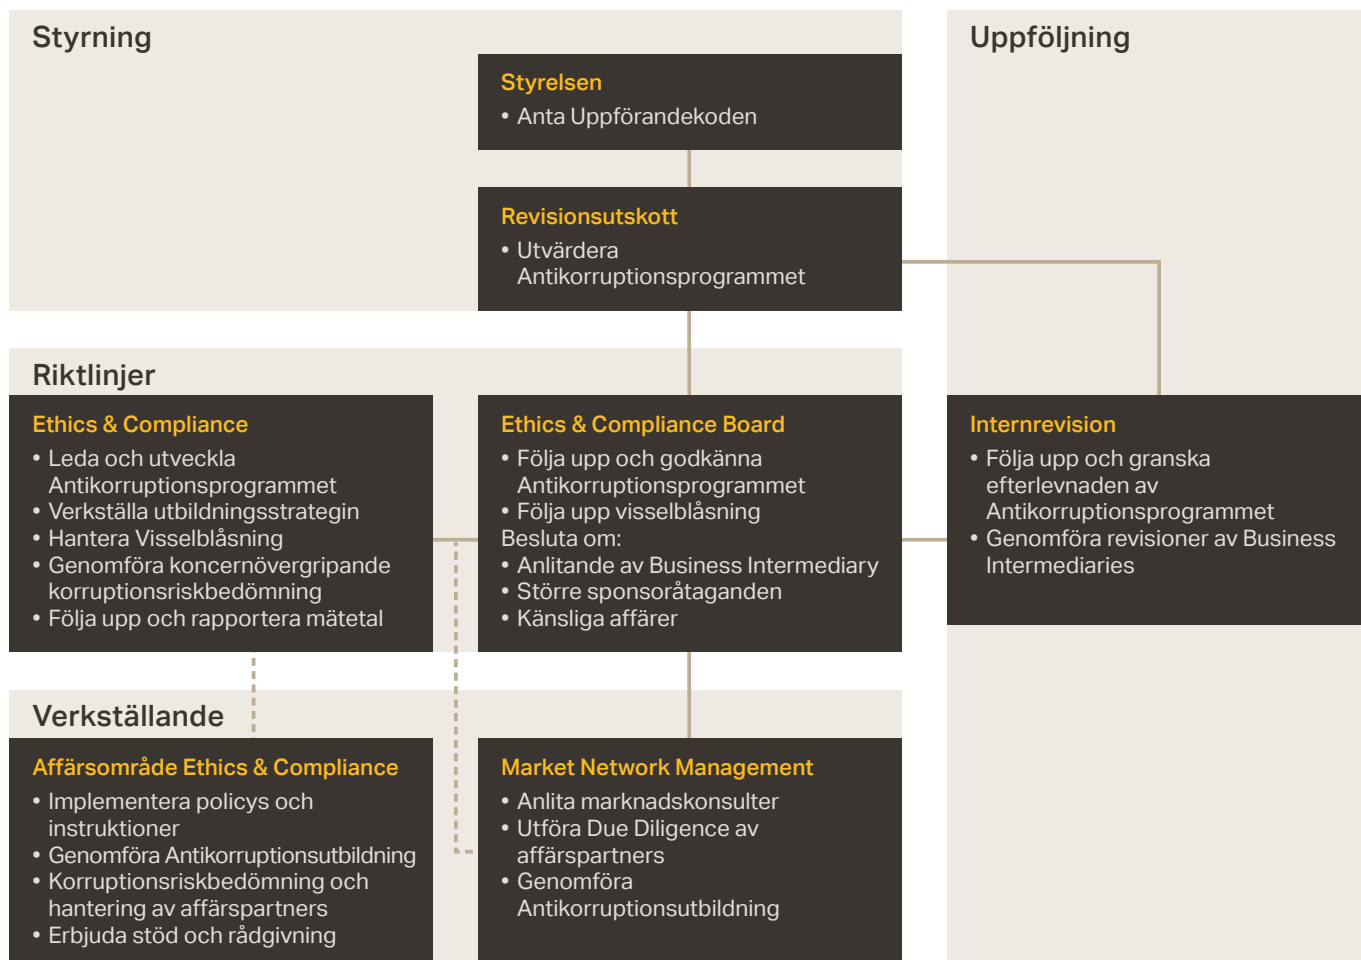 Styrning
Styrelsen
• Anta Uppförandekoden
Revisionsutskott
• Utvärdera
Antikorruptionsprogrammet
Riktlinjer
Ethics & Compliance
• Leda och utveckla
Antikorruptionsprogrammet
• Verkställa utbildningsstrategin
• Hantera Visselblåsning
• Genomföra koncernövergripande
korruptionsriskbedömning
• Följa upp och rapportera mätetal
Ethics & Compliance Board
• Följa upp och godkänna
Antikorruptionsprogrammet
• Följa upp visselblåsning
Besluta om:
• Anlitande av Business Intermediary
• Större sponsoråtaganden
• Känsliga affärer
Verkställande
Affärsområde Ethics & Compliance
• Implementera policys och
instruktioner
• Genomföra Antikorruptionsutbildning
• Korruptionsriskbedömning och
hantering av affärspartners
• Erbjuda stöd och rådgivning
Market Network Management
• Anlita marknadskonsulter
• Utföra Due Diligence av
affärspartners
• Genomföra
Antikorruptionsutbildning
Uppföljning
Internrevision
• Följa upp och granska
efterlevnaden av
Antikorruptionsprogrammet
• Genomföra revisioner av Business
Intermediaries